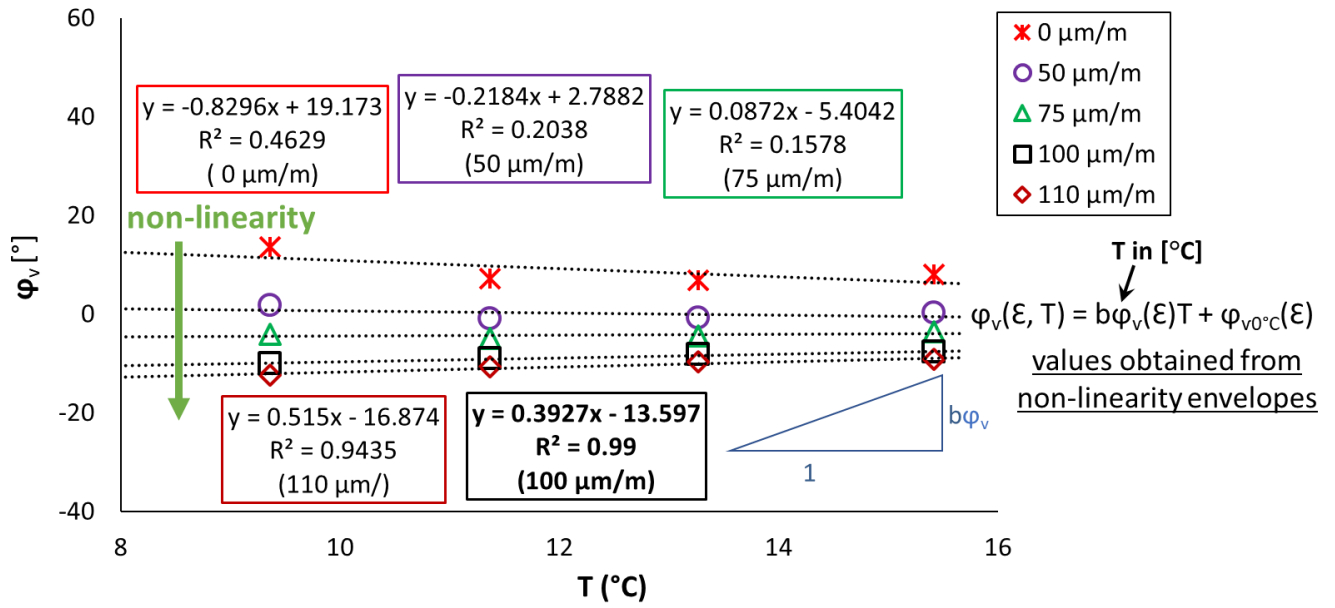 60
40
20
0
-20
-40
φv [°]
8
10
12
14
16
T (°C)
y = -0.8296x + 19.173
R² = 0.4629
( 0 μm/m)
y = -0.2184x + 2.7882
R² = 0.2038
(50 μm/m)
y = 0.0872x - 5.4042
R² = 0.1578
(75 μm/m)
0 μm/m
50 μm/m
75 μm/m
100 μm/m
110 μm/m
non-linearity
T in [°C]
φv(Ɛ, T) = bφv(Ɛ)T + φv0°C(Ɛ)
values obtained from
non-linearity envelopes
y = 0.515x - 16.874
R² = 0.9435
(110 μm/)
y = 0.3927x - 13.597
R² = 0.99
(100 μm/m)
bφv
1